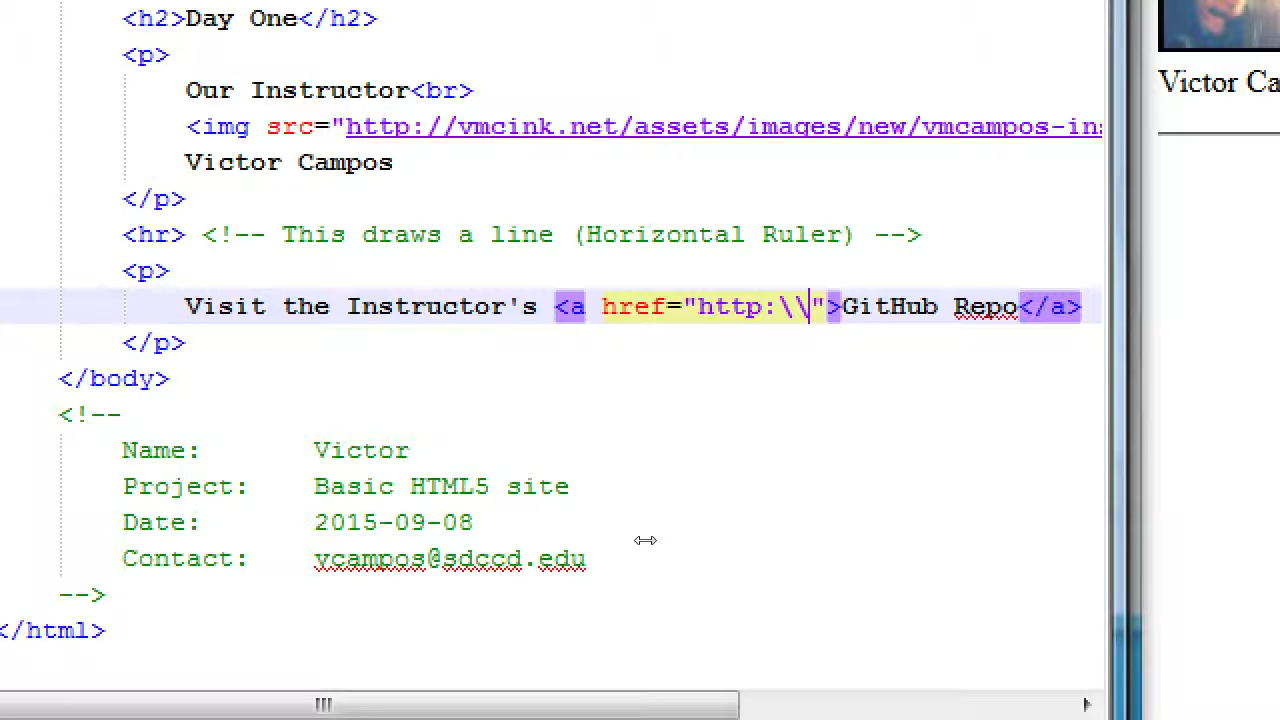 <h2>Day One</h2>
<p>
Our Instructor<br>
<img src="http://vmcink.net/assets/images/new/vmcampos-in
Victor Campos
</p>
<hr> <!-- This draws a line (Horizontal Ruler) -->
<p>
Visit the Instructor's <a href="http:\\">GitHub Repo</a>
</p>
</body>
<!--
Name: Victor
Project: Basic HTML5 site
Date: 2015-09-08
Contact: vcampos@sdccd.edu
-->
</html>
Victor Ca